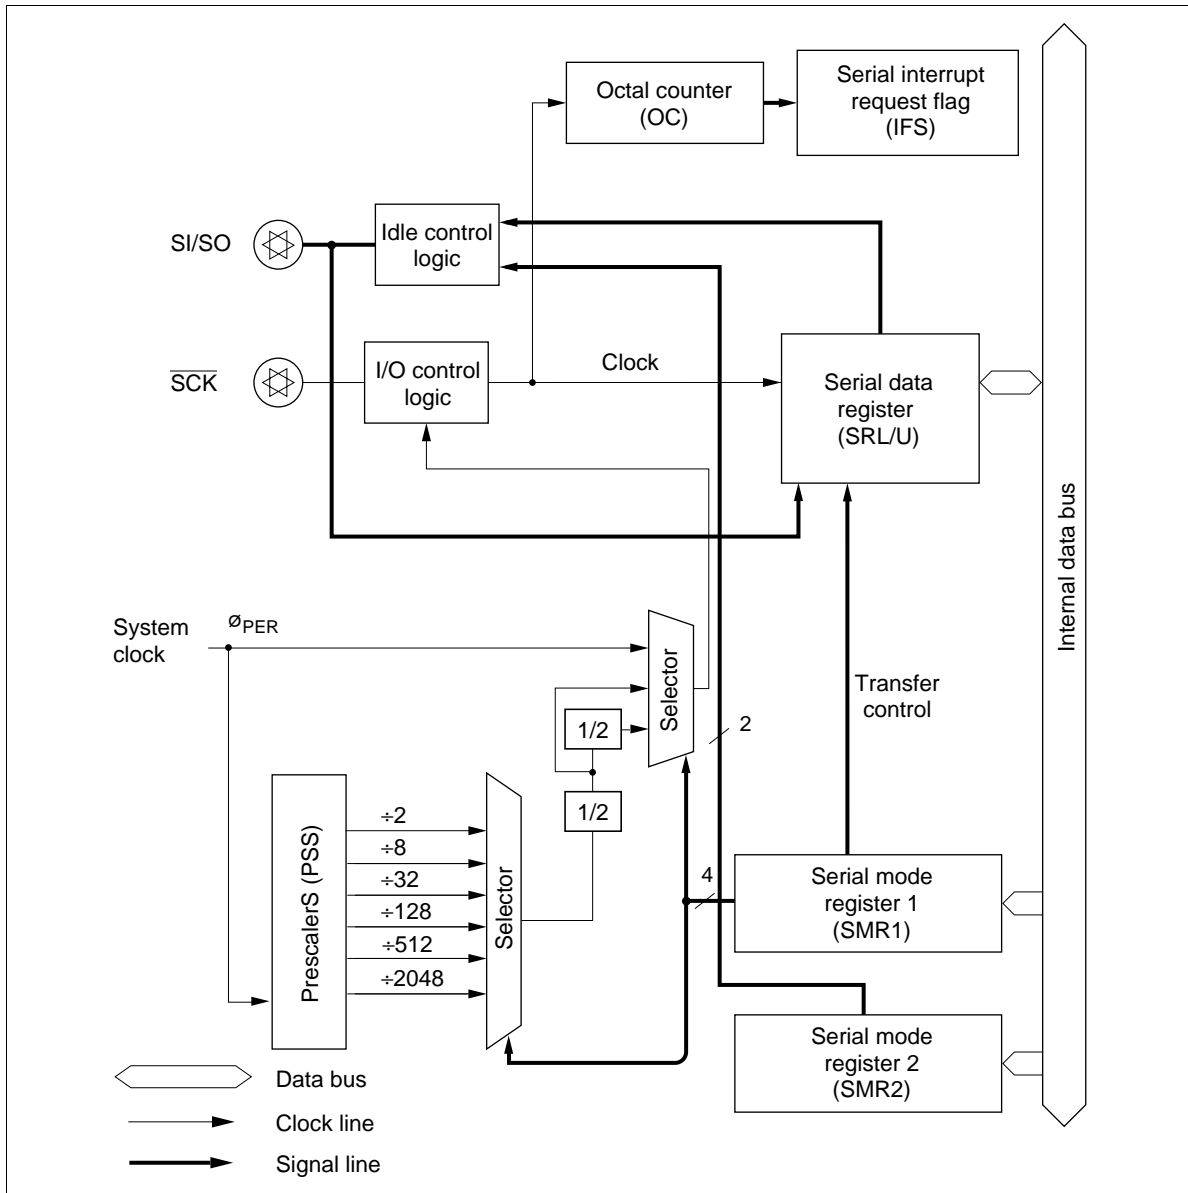 Octal counter
(OC)
Serial interrupt
request flag
(IFS)
SI/SO
Idle control
logic
SCK
I/O control
logic
Clock
Serial data
register
(SRL/U)
Internal data bus
System
clock
øPER
Selector
Transfer
control
1/2
2
1/2
PrescalerS (PSS)
÷2
÷8
÷32
÷128
÷512
÷2048
Selector
4
Serial mode
register 1
(SMR1)
Serial mode
register 2
(SMR2)
Data bus
Clock line
Signal line